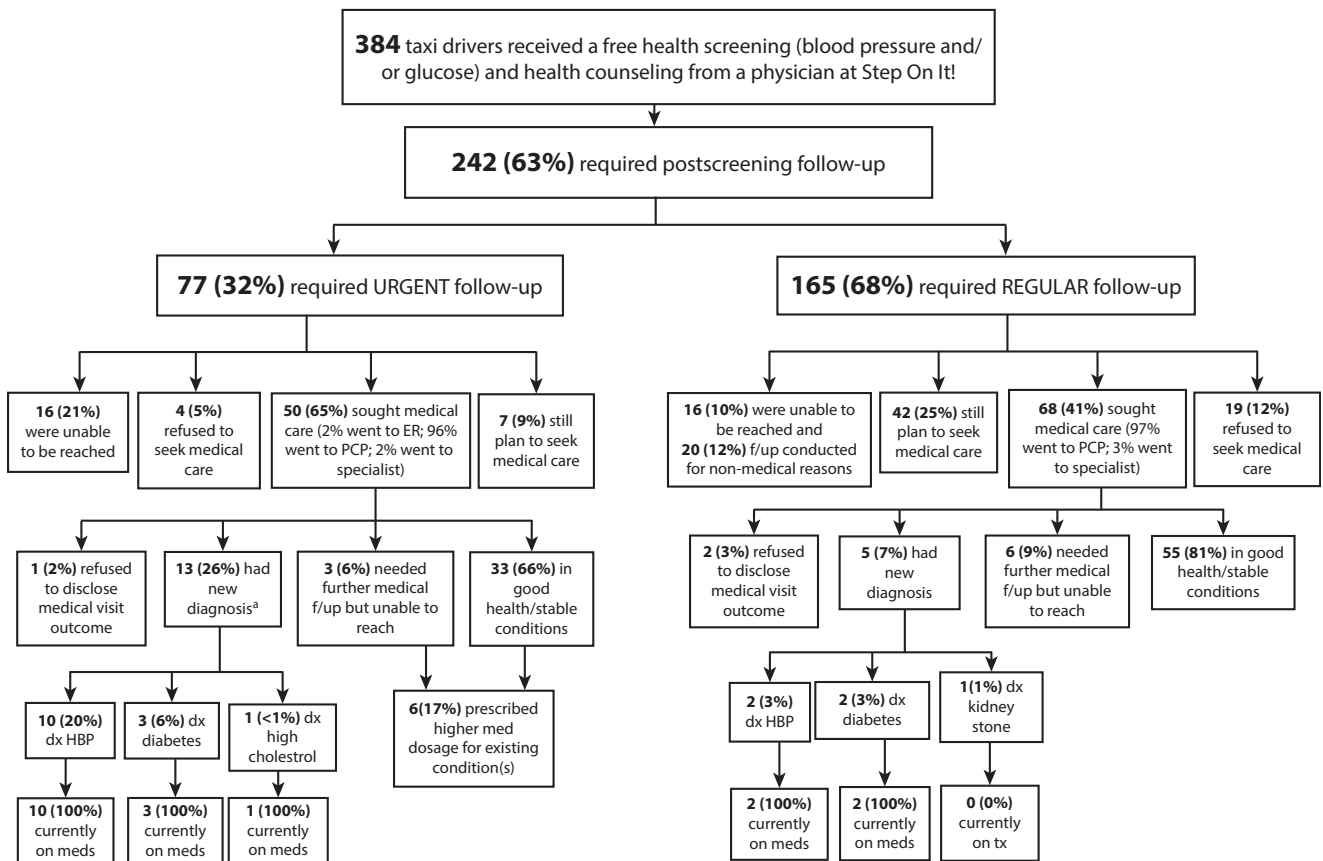 384 taxi drivers received a free health screening (blood pressure and/
or glucose) and health counseling from a physician at Step On It!
242 (63%) required postscreening follow-up
77 (32%) required URGENT follow-up
165 (68%) required REGULAR follow-up
16 (21%)
were unable
to be reached
4 (5%)
refused to
seek medical
care
50 (65%) sought medical
care (2% went to ER; 96%
went to PCP; 2% went to
specialist)
7 (9%) still
plan to seek
medical care
16 (10%) were unable to
be reached and
20 (12%) f/up conducted
for non-medical reasons
42 (25%) still
plan to seek
medical care
68 (41%) sought
medical care (97%
went to PCP; 3% went
to specialist)
19 (12%)
refused to
seek medical
care
1 (2%) refused
to disclose
medical visit
outcome
13 (26%) had
new
diagnosisa
3 (6%) needed
further medical
f/up but unable to
reach
33 (66%) in
good
health/stable
conditions
2 (3%) refused
to disclose
medical visit
outcome
5 (7%) had
new
diagnosis
6 (9%) needed
further medical
f/up but unable to
reach
55 (81%) in good
health/stable
conditions
10 (20%)
dx HBP
3 (6%) dx
diabetes
1 (<1%) dx
high
cholestrol
6(17%) prescribed
higher med
dosage for existing
condition(s)
2 (3%)
dx HBP
2 (3%) dx
diabetes
1(1%) dx
kidney
stone
10 (100%)
currently
on meds
3 (100%)
currently
on meds
1 (100%)
currently
on meds
2 (100%)
currently
on meds
2 (100%)
currently
on meds
0 (0%)
currently
on tx